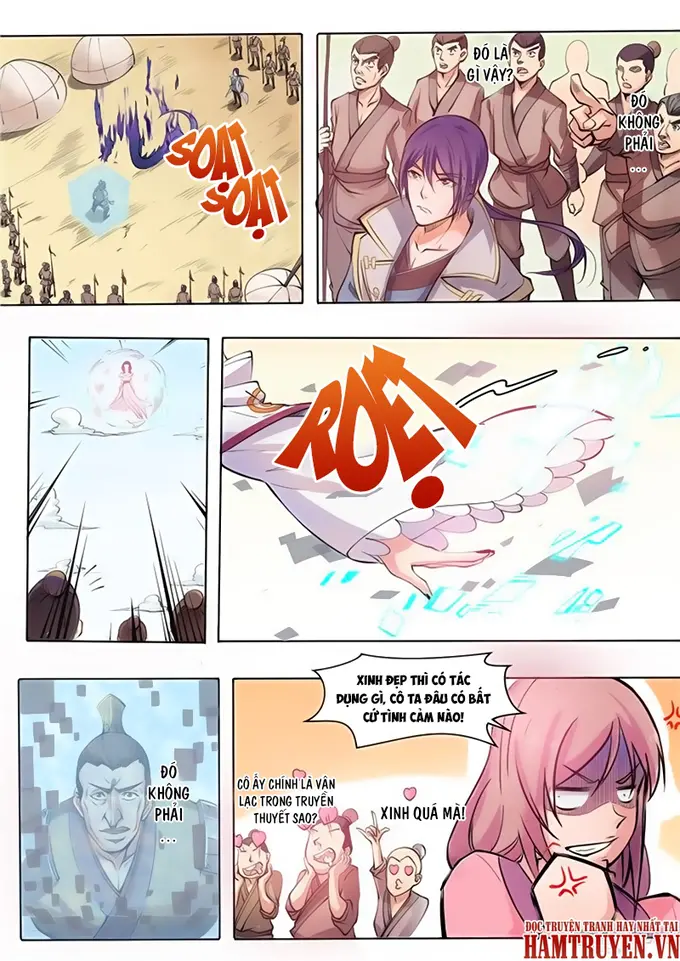 SOẠT
SOẠT
ĐÓ LÀ
GÌ VẬY?
ĐÓ
KHÔNG
PHẢI
...
ROẸT
XINH ĐẸP THÌ CÓ TÁC
DỤNG GÌ, CÔ TA ĐÂU CÓ BẤT
CỨ TÌNH CẢM NÀO!
ĐÓ
KHÔNG
PHẢI
...
CÔ ẤY CHÍNH LÀ VÂN
LẠC TRONG TRUYỀN
THUYẾT SAO?
XINH QUÁ MÀ!
ĐỌC TRUYỆN TRANH HAY NHẤT TẠI
HAMTRUYEN.VN